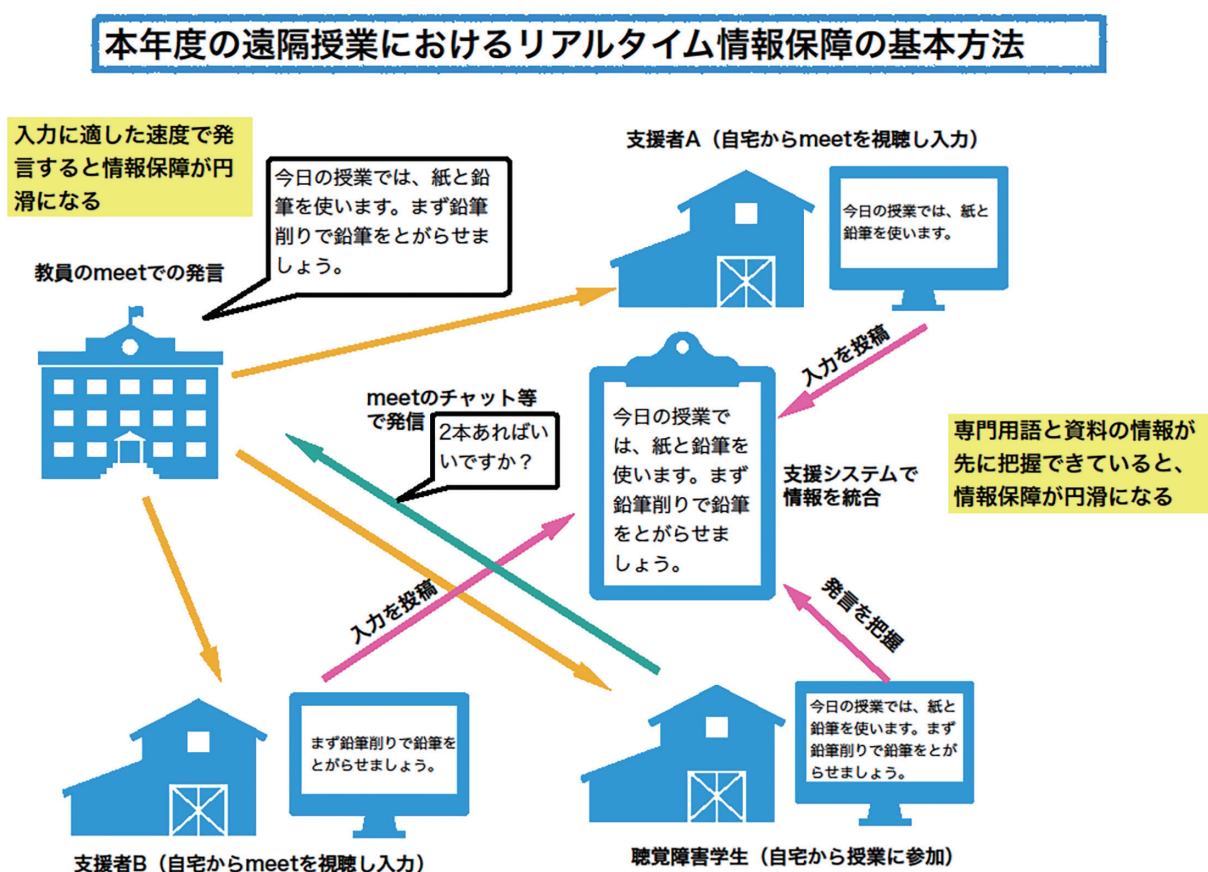 本年度の遠隔授業におけるリアルタイム情報保障の基本方法
入力に適した速度で発
言すると情報保障が円
滑になる
今日の授業では、紙と鉛
筆を使います。まず鉛筆
削りで鉛筆をとがらせま
しょう。
教員のmeetでの発言
支援者A（自宅からmeetを視聴し入力）
今日の授業では、紙と
鉛筆を使います。
入力を投稿
meetのチャット等
で発信
2本あればい
いですか？
今日の授業で
は、紙と鉛筆を
使います。まず
鉛筆削りで鉛筆
をとがらせま
しょう。
支援システムで
情報を統合
専門用語と資料の情報が
先に把握できていると、
情報保障が円滑になる
入力を投稿
発言を把握
まず鉛筆削りで鉛筆を
とがらせましょう。
支援者B（自宅からmeetを視聴し入力）
今日の授業では、紙と
鉛筆を使います。まず
鉛筆削りで鉛筆をとが
らせましょう。
聴覚障害学生（自宅から授業に参加）